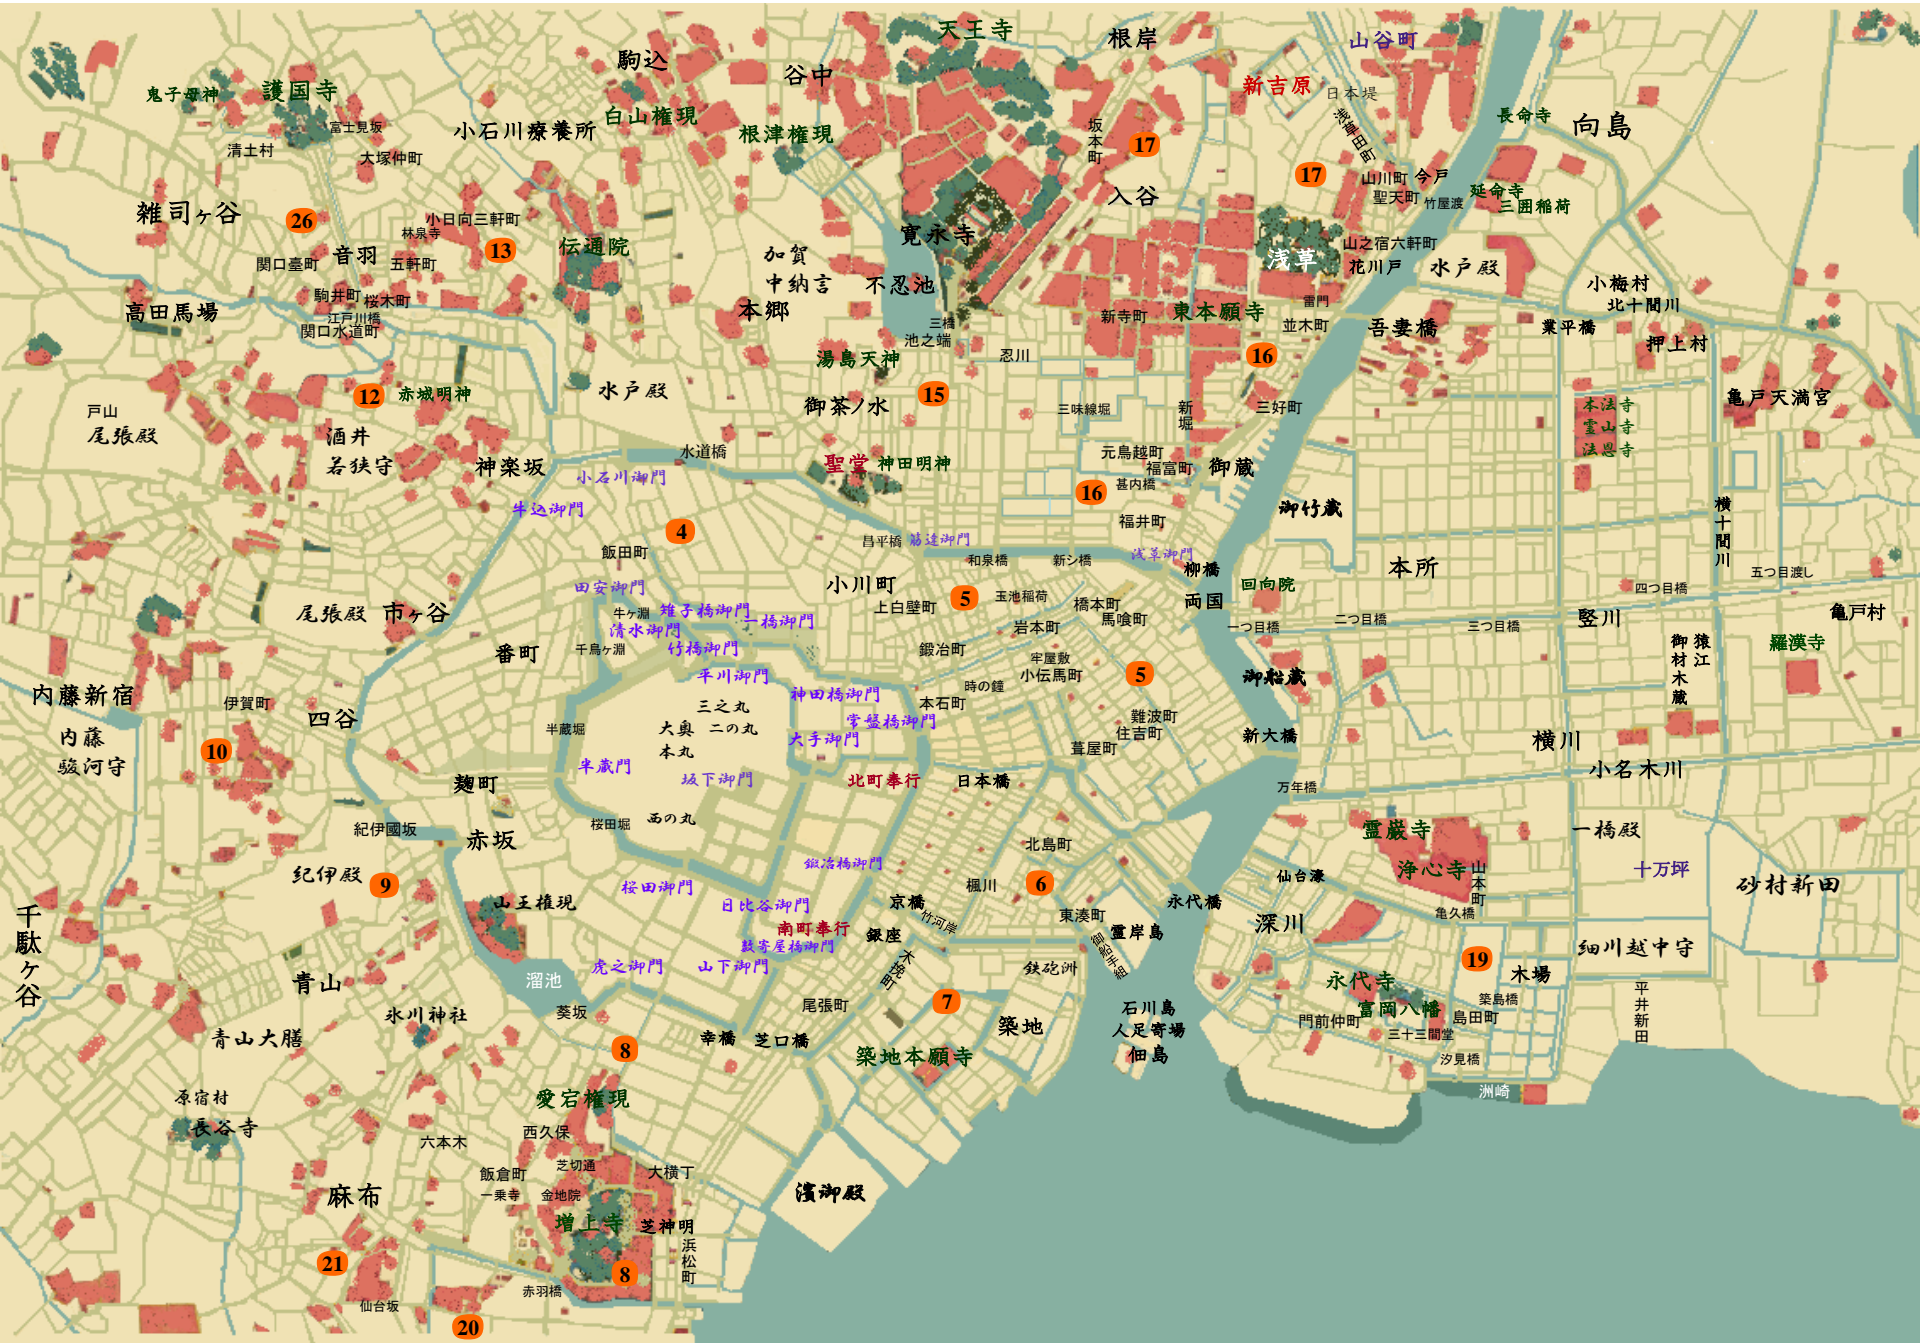 天王寺
根岸
山谷町
駒込
谷中
新吉原
日本堤
鬼子母神
護国寺
富士見坂
小石川療養所
白山権現
根津権現
坂本町
17
浅草田町
長命寺
向島
清土村
大塚仲町
17
山川町
今戸
聖天町
竹屋渡
延命寺
三囲稲荷
入谷
雑司ヶ谷
26
小日向三軒町
林泉寺
13
伝通院
寛永寺
浅草
山之宿六軒町
花川戸
水戸殿
関口臺町
音羽
五軒町
加賀
中納言
不忍池
小梅村
北十間川
駒井町
桜木町
高田馬場
江戸川橋
関口水道町
本郷
三橋
池之端
新寺町
東本願寺
雷門
並木町
吾妻橋
業平橋
押上村
湯島天神
忍川
16
12
赤城明神
水戸殿
15
御茶ノ水
三味線堀
新堀
三好町
本法寺
霊山寺
法恩寺
亀戸天満宮
戸山
尾張殿
酒井
若狭守
神楽坂
水道橋
聖堂
神田明神
元鳥越町
福富町
甚内橋
御蔵
小石川御門
牛込御門
16
御竹蔵
横十間川
4
福井町
昌平橋
筋違御門
和泉橋
新シ橋
浅草御門
柳橋
飯田町
本所
五つ目渡し
四つ目橋
田安御門
小川町
上白壁町
5
玉池稲荷
橋本町
馬喰町
両国
回向院
尾張殿
市ヶ谷
牛ヶ淵
雉子橋御門
一橋御門
清水御門
竹橋御門
千鳥ヶ淵
岩本町
一つ目橋
二つ目橋
三つ目橋
竪川
亀戸村
番町
鍛冶町
牢屋敷
小伝馬町
5
御船蔵
猿江
御材木蔵
羅漢寺
平川御門
神田橋御門
時の鐘
内藤新宿
伊賀町
四谷
三之丸
大奥
二の丸
本丸
常盤橋御門
大手御門
本石町
難波町
住吉町
葺屋町
新大橋
半蔵堀
内藤
駿河守
10
半蔵門
坂下御門
北町奉行
日本橋
横川
小名木川
麹町
万年橋
紀伊國坂
赤坂
桜田堀
西の丸
北島町
霊巌寺
一橋殿
鍛冶橋御門
浄心寺
山本町
十万坪
砂村新田
紀伊殿
9
桜田御門
日比谷御門
楓川
6
仙台濠
山王権現
京橋
竹河岸
東湊町
永代橋
亀久橋
深川
千駄ヶ谷
南町奉行
数寄屋橋御門
銀座
木挽町
御船手組
霊岸島
細川越中守
虎之御門
山下御門
鉄砲洲
19
木場
青山
溜池
永代寺
富岡八幡
築島橋
島田町
平井新田
葵坂
尾張町
7
築地
石川島
人足寄場
佃島
門前仲町
三十三間堂
汐見橋
氷川神社
青山大膳
8
幸橋
芝口橋
築地本願寺
洲崎
原宿村
長谷寺
愛宕権現
六本木
西久保
飯倉町
芝切通
大横丁
一乗寺
金地院
麻布
濱御殿
増上寺
芝神明
浜松町
21
8
仙台坂
赤羽橋
20